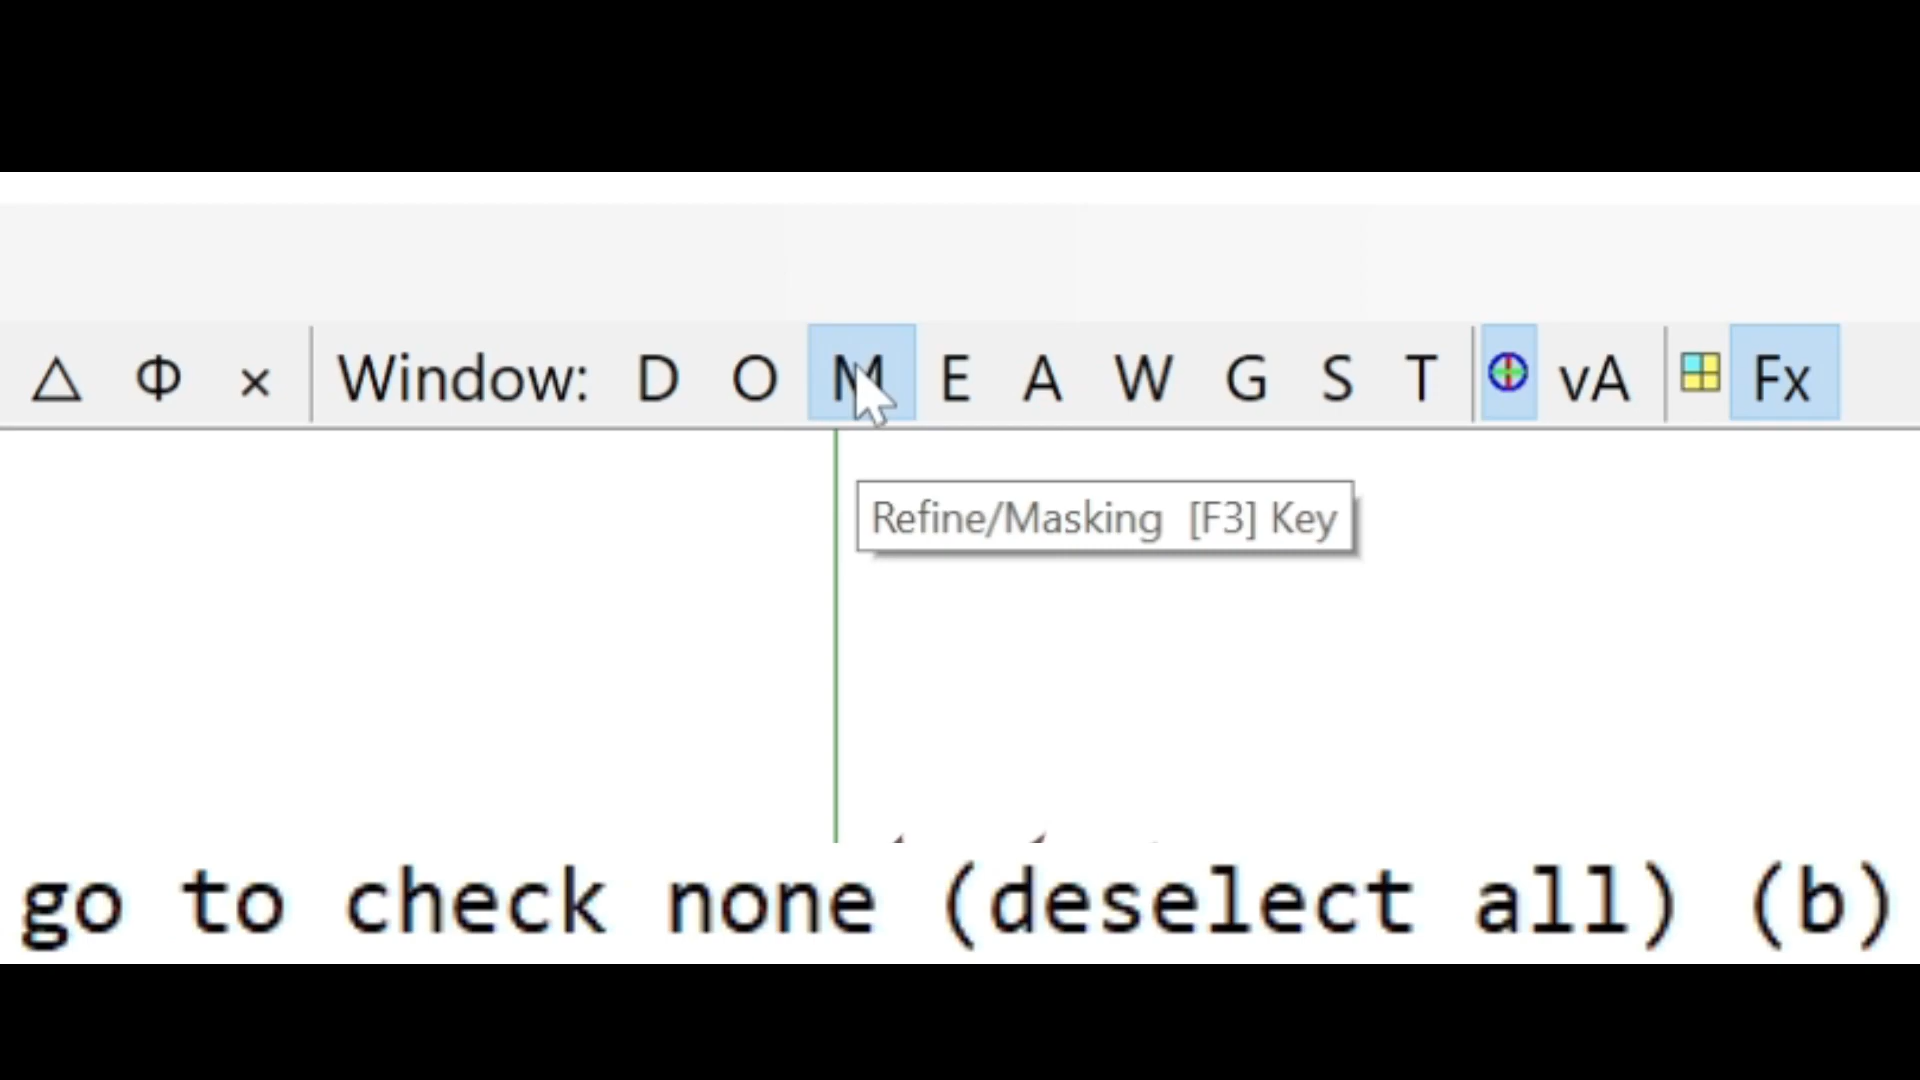 △ Φ × Window: D O M E A W G S T vA Fx
Refine/Masking [F3] Key
go to check none (deselect all) (b)